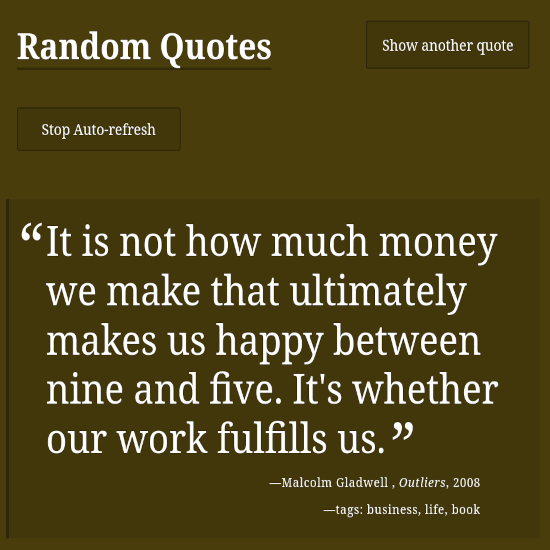 Random Quotes
Show another quote
Stop Auto-refresh
“It is not how much money
we make that ultimately
makes us happy between
nine and five. It's whether
our work fulfills us.”
—Malcolm Gladwell , Outliers, 2008
—tags: business, life, book